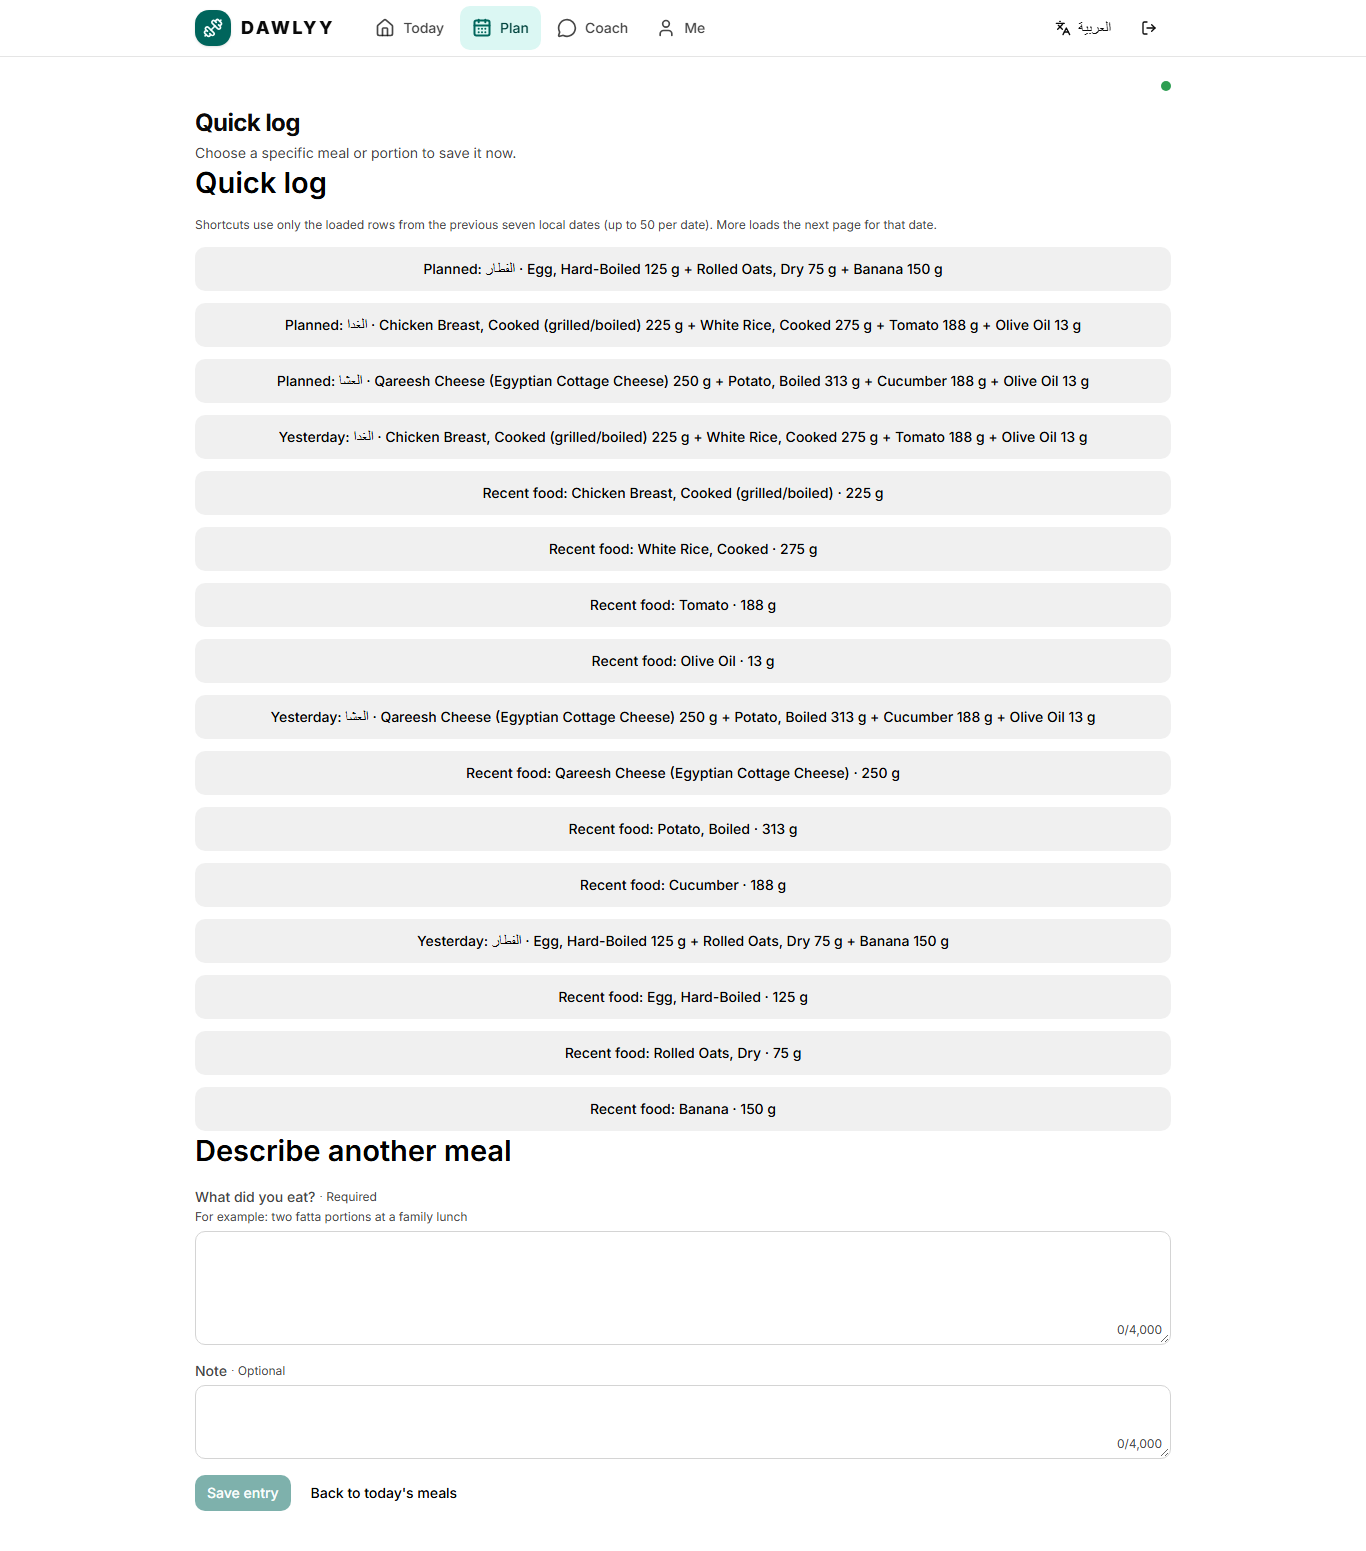 DAWLYY
Today
Plan
Coach
Me
العربية
Quick log
Choose a specific meal or portion to save it now.
Quick log
Shortcuts use only the loaded rows from the previous seven local dates (up to 50 per date). More loads the next page for that date.
Planned: الفطار · Egg, Hard-Boiled 125 g + Rolled Oats, Dry 75 g + Banana 150 g
Planned: الغدا · Chicken Breast, Cooked (grilled/boiled) 225 g + White Rice, Cooked 275 g + Tomato 188 g + Olive Oil 13 g
Planned: العشا · Qareesh Cheese (Egyptian Cottage Cheese) 250 g + Potato, Boiled 313 g + Cucumber 188 g + Olive Oil 13 g
Yesterday: الغدا · Chicken Breast, Cooked (grilled/boiled) 225 g + White Rice, Cooked 275 g + Tomato 188 g + Olive Oil 13 g
Recent food: Chicken Breast, Cooked (grilled/boiled) · 225 g
Recent food: White Rice, Cooked · 275 g
Recent food: Tomato · 188 g
Recent food: Olive Oil · 13 g
Yesterday: العشا · Qareesh Cheese (Egyptian Cottage Cheese) 250 g + Potato, Boiled 313 g + Cucumber 188 g + Olive Oil 13 g
Recent food: Qareesh Cheese (Egyptian Cottage Cheese) · 250 g
Recent food: Potato, Boiled · 313 g
Recent food: Cucumber · 188 g
Yesterday: الفطار · Egg, Hard-Boiled 125 g + Rolled Oats, Dry 75 g + Banana 150 g
Recent food: Egg, Hard-Boiled · 125 g
Recent food: Rolled Oats, Dry · 75 g
Recent food: Banana · 150 g
Describe another meal
What did you eat? · Required
For example: two fatta portions at a family lunch
0/4,000
Note · Optional
0/4,000
Save entry
Back to today's meals